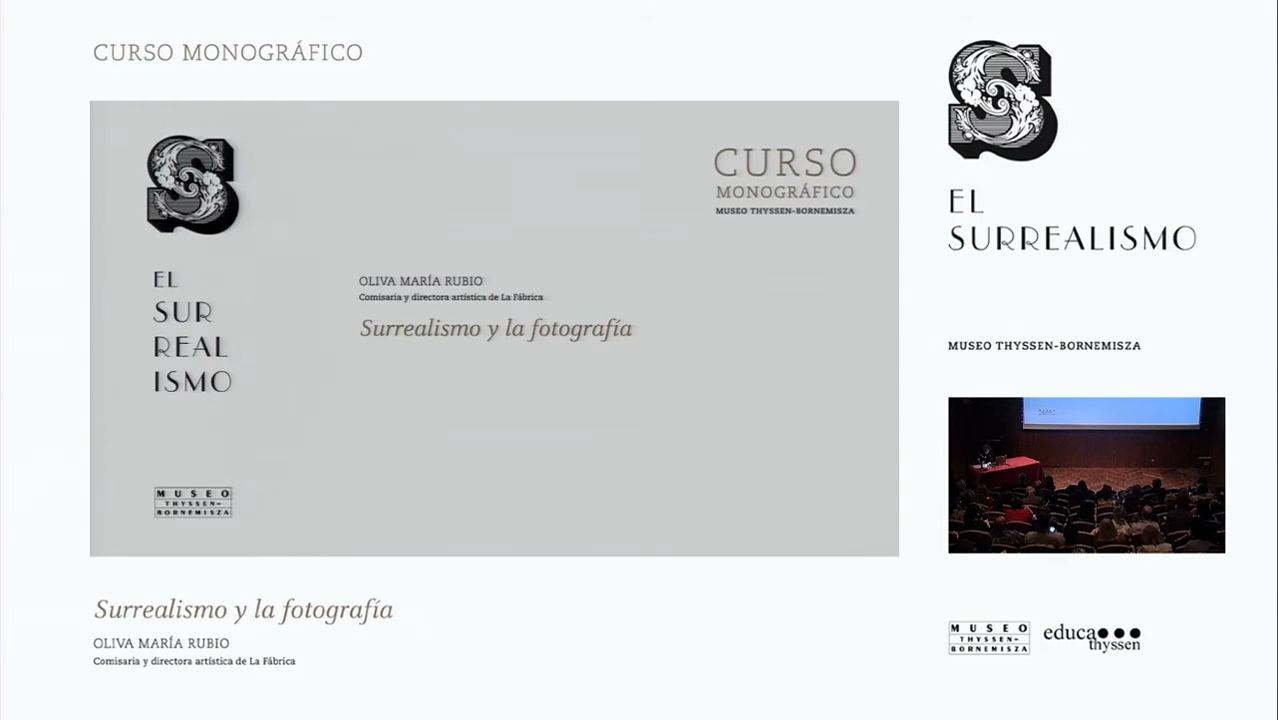 CURSO MONOGRÁFICO
S
EL
SUR
REAL
ISMO
CURSO
MONOGRÁFICO
MUSEO THYSSEN-BORNEMISZA
OLIVA MARÍA RUBIO
Comisaria y directora artística de La Fábrica
Surrealismo y la fotografía
MUSEO
THYSSEN-
BORNEMISZA
Surrealismo y la fotografía
OLIVA MARÍA RUBIO
Comisaria y directora artística de La Fábrica
S
EL
SURREALISMO
MUSEO THYSSEN-BORNEMISZA
MUSEO
THYSSEN-
BORNEMISZA
educa
thyssen